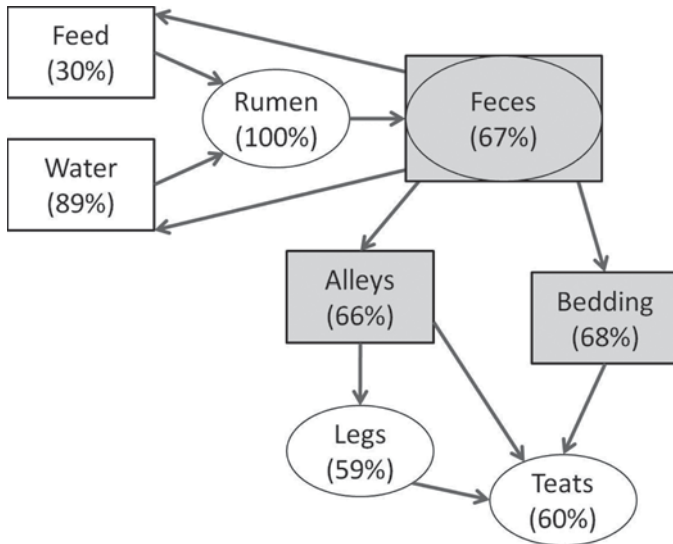 Feed
(30%)
Rumen
(100%)
Feces
(67%)
Water
(89%)
Alleys
(66%)
Bedding
(68%)
Legs
(59%)
Teats
(60%)